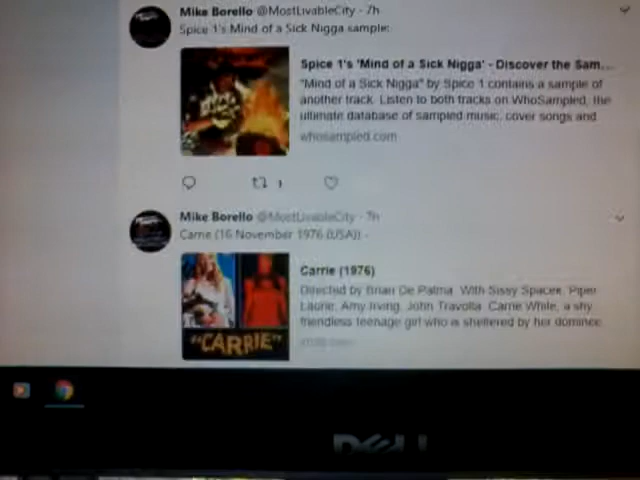 Mike Borello @MostLivableCity · 7h
Spice 1's Mind of a Sick Nigga sample:
Spice 1's 'Mind of a Sick Nigga' - Discover the Sam...
"Mind of a Sick Nigga" by Spice 1 contains a sample of
another track. Listen to both tracks on WhoSampled, the
ultimate database of sampled music, cover songs and
whosampled.com
1
Mike Borello @MostLivableCity · 7h
Carrie (16 November 1976 (USA)) -
Carrie (1976)
Directed by Brian De Palma. With Sissy Spacek, Piper
Laurie, Amy Irving, John Travolta. Carrie White, a shy
friendless teenage girl who is sheltered by her dominee
"CARRIE"
DELL